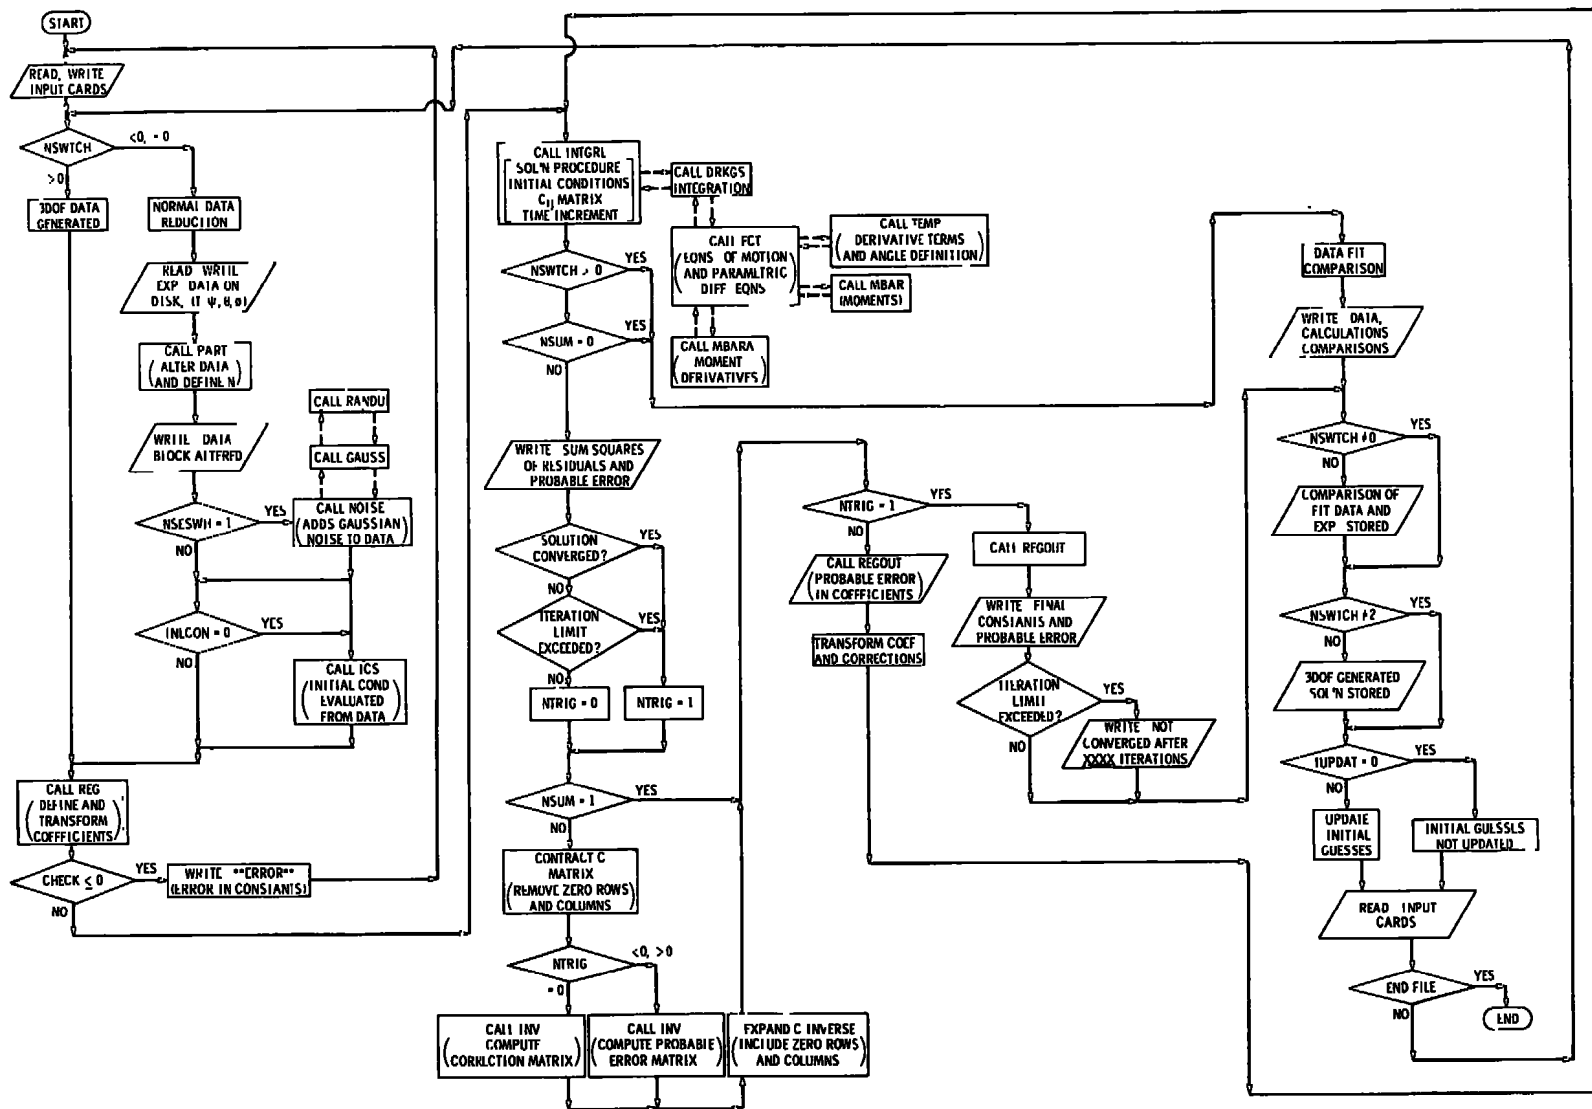 START
READ, WRITE
INPUT CARDS
NSWTCH
<0, = 0
>0
3DOF DATA
GENERATED
NORMAL DATA
REDUCTION
READ WRITE
EXP DATA ON
DISK, (T ψ, θ, ø)
CALL PART
ALTER DATA
AND DEFINE N
WRITE DATA
BLOCK ALTERED
CALL RANDU
CALL GAUSS
NSESWH = 1
YES
NO
CALL NOISE
ADDS GAUSSIAN
NOISE TO DATA
INLCON = 0
YES
NO
CALL ICS
INITIAL COND
EVALUATED
FROM DATA
CALL REG
DEFINE AND
TRANSFORM
COEFFICIENTS
CHECK ≤ 0
YES
NO
WRITE **ERROR**
(ERROR IN CONSTANTS)
CALL INTGRL
SOL'N PROCEDURE
INITIAL CONDITIONS
C_IJ MATRIX
TIME INCREMENT
CALL DRKGS
INTEGRATION
CALL FCT
EQNS OF MOTION
AND PARAMETRIC
DIFF EQNS
CALL TEMP
DERIVATIVE TERMS
AND ANGLE DEFINITION
CALL MBAR
(MOMENTS)
CALL MBARA
MOMENT
DERIVATIVES
NSWTCH > 0
YES
NSUM = 0
YES
NO
WRITE SUM SQUARES
OF RESIDUALS AND
PROBABLE ERROR
SOLUTION
CONVERGED?
YES
NO
ITERATION
LIMIT
EXCEEDED?
YES
NO
NTRIG = 0
NTRIG = 1
NSUM = 1
YES
NO
CONTRACT C
MATRIX
(REMOVE ZERO ROWS
AND COLUMNS)
NTRIG
<0, >0
= 0
CALL INV
COMPUTE
CORRECTION MATRIX
CALL INV
COMPUTE PROBABLE
ERROR MATRIX
EXPAND C INVERSE
(INCLUDE ZERO ROWS
AND COLUMNS)
NTRIG = 1
YES
NO
CALL REGOUT
PROBABLE ERROR
IN COEFFICIENTS
TRANSFORM COEF
AND CORRECTIONS
CALL REGOUT
WRITE FINAL
CONSTANTS AND
PROBABLE ERROR
ITERATION
LIMIT
EXCEEDED?
YES
NO
WRITE NOT
CONVERGED AFTER
XXXX ITERATIONS
DATA FIT
COMPARISON
WRITE DATA,
CALCULATIONS
COMPARISONS
NSWTCH ≠ 0
YES
NO
COMPARISON OF
FIT DATA AND
EXP STORED
NSWTCH ≠ 2
YES
NO
3DOF GENERATED
SOL'N STORED
IUPDAT = 0
YES
NO
UPDATE
INITIAL
GUESSES
INITIAL GUESSES
NOT UPDATED
READ INPUT
CARDS
END FILE
YES
NO
END